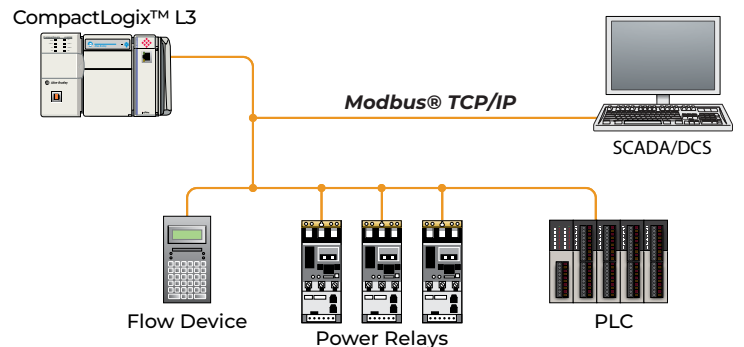 CompactLogix™ L3
Modbus® TCP/IP
SCADA/DCS
Flow Device
Power Relays
PLC